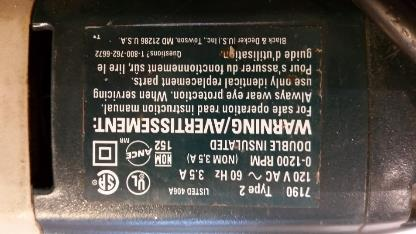 7190 Type 2 LISTED 406A UL SP
120 V AC ~ 60 Hz 3.5 A
0-1200 RPM (NOM 3,5 A) NOM ANCE MR
DOUBLE INSULATED 152
WARNING/AVERTISSEMENT:
For safe operation read instruction manual.
Always wear eye protection. When servicing
use only identical replacement parts.
Pour s'assurer du fonctionnement sûr, lire le
guide d'utilisation.
Questions? 1-800-762-6672
Black & Decker (U.S.) Inc., Towson, MD 21286 U.S.A.